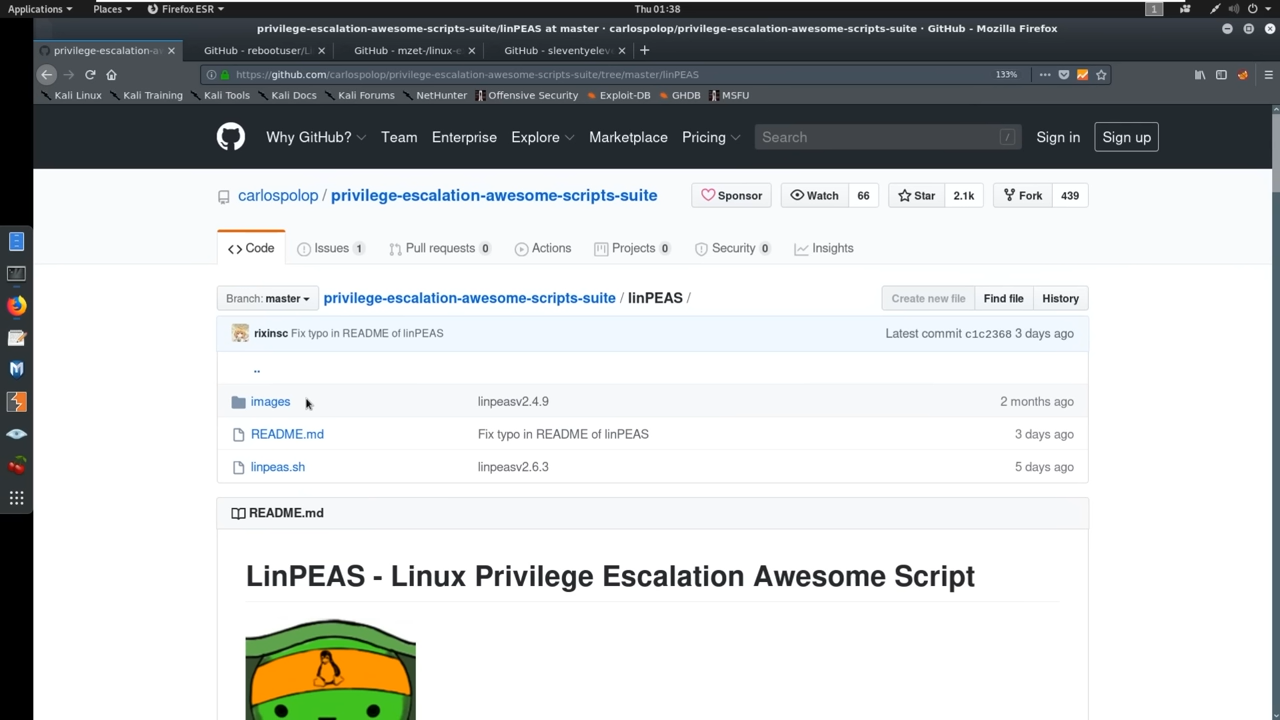 Applications Places Firefox ESR Thu 01:38 1
privilege-escalation-awesome-scripts-suite/linPEAS at master · carlospolop/privilege-escalation-awesome-scripts-suite · GitHub - Mozilla Firefox
privilege-escalation-a GitHub - rebootuser/Li GitHub - mzet-/linux-e GitHub - sleventyelev
https://github.com/carlospolop/privilege-escalation-awesome-scripts-suite/tree/master/linPEAS 133%
Kali Linux Kali Training Kali Tools Kali Docs Kali Forums NetHunter Offensive Security Exploit-DB GHDB MSFU
Why GitHub? Team Enterprise Explore Marketplace Pricing Search / Sign in Sign up
carlospolop / privilege-escalation-awesome-scripts-suite Sponsor Watch 66 Star 2.1k Fork 439
Code Issues 1 Pull requests 0 Actions Projects 0 Security 0 Insights
Branch: master privilege-escalation-awesome-scripts-suite / linPEAS / Create new file Find file History
rixinsc Fix typo in README of linPEAS Latest commit c1c2368 3 days ago
..
images linpeasv2.4.9 2 months ago
README.md Fix typo in README of linPEAS 3 days ago
linpeas.sh linpeasv2.6.3 5 days ago
README.md
LinPEAS - Linux Privilege Escalation Awesome Script